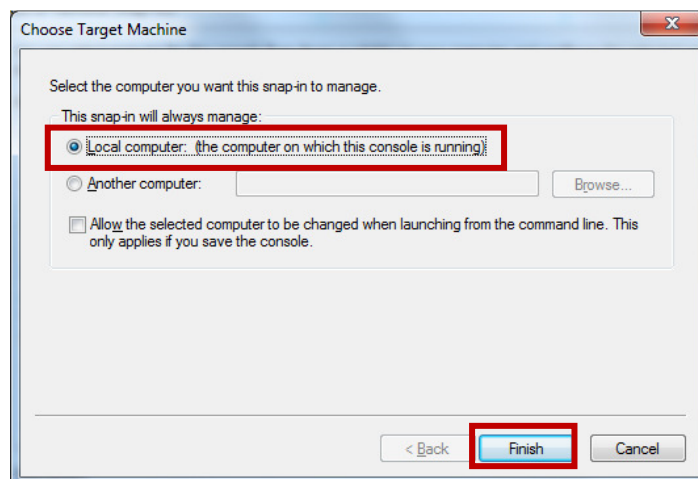 Choose Target Machine
Select the computer you want this snap-in to manage.
This snap-in will always manage:
Local computer: (the computer on which this console is running)
Another computer:
Browse...
Allow the selected computer to be changed when launching from the command line. This
only applies if you save the console.
< Back
Finish
Cancel